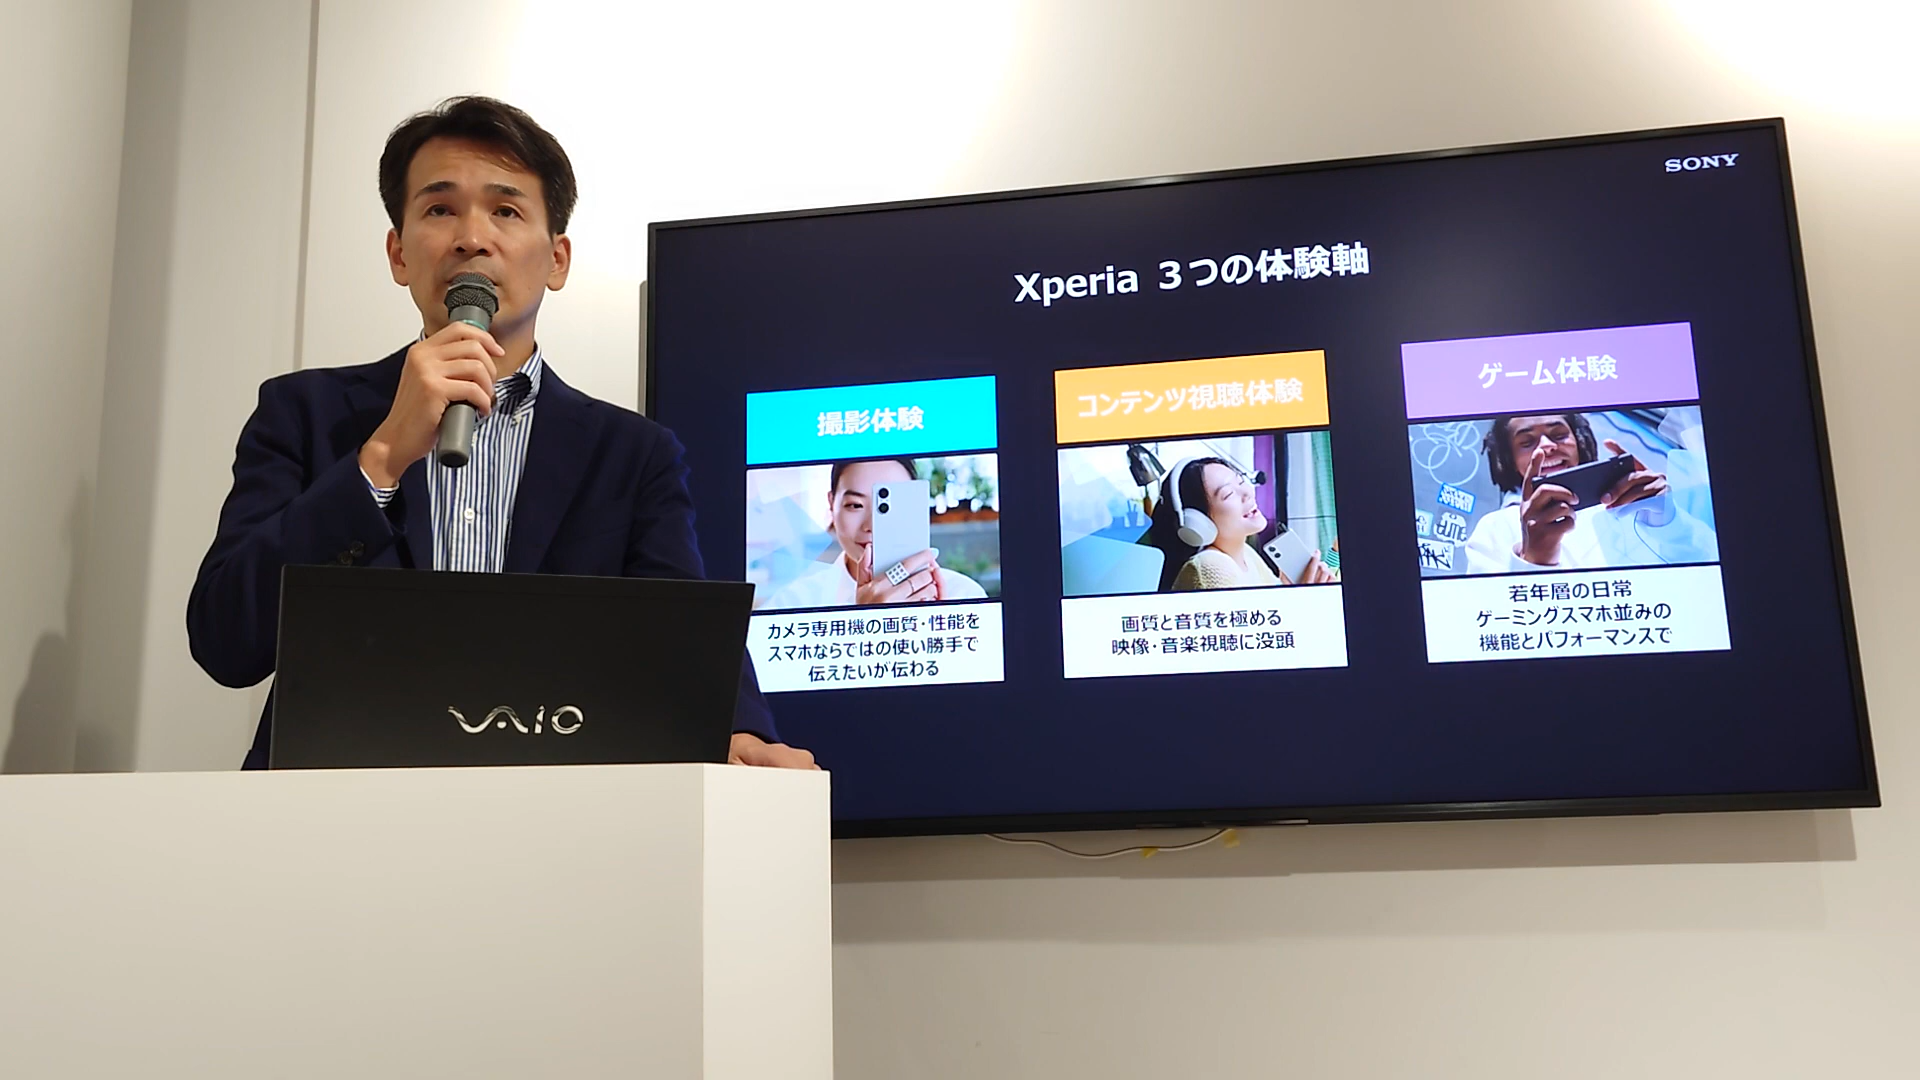 SONY
Xperia 3つの体験軸
撮影体験
カメラ専用機の画質・性能を
スマホならではの使い勝手で
伝えたいが伝わる
コンテンツ視聴体験
画質と音質を極める
映像・音楽視聴に没頭
ゲーム体験
若年層の日常
ゲーミングスマホ並みの
機能とパフォーマンスで
VAIO